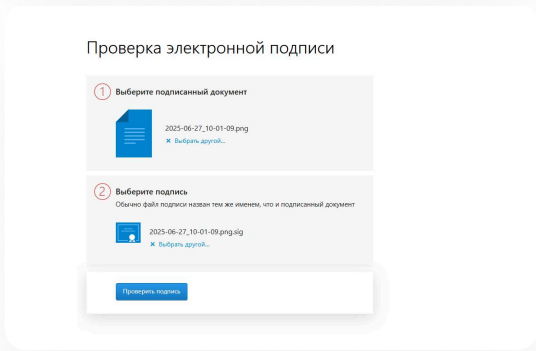 Проверка электронной подписи
1 Выберите подписанный документ
2025-06-27_10-01-09.png
× Выбрать другой...
2 Выберите подпись
Обычно файл подписи назван тем же именем, что и подписанный документ
2025-06-27_10-01-09.png.sig
× Выбрать другой...
Проверить подпись